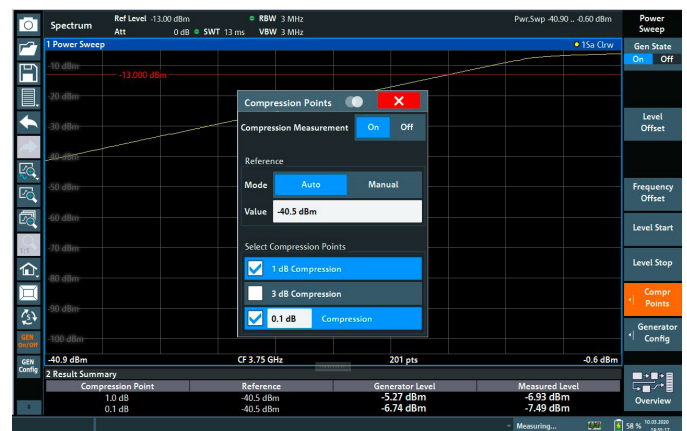 Spectrum
Ref Level -13.00 dBm
RBW 3 MHz
Pwr.Swp -40.90 .. -0.60 dBm
Att 0 dB SWT 13 ms VBW 3 MHz
Power Sweep
1 Power Sweep
1Sa Clrw
Gen State
On Off
-10 dBm
-13.000 dBm
-20 dBm
-30 dBm
-40 dBm
-50 dBm
-60 dBm
-70 dBm
-80 dBm
-90 dBm
-100 dBm
Compression Points
Compression Measurement On Off
Reference
Mode Auto Manual
Value -40.5 dBm
Select Compression Points
1 dB Compression
3 dB Compression
0.1 dB Compression
Level Offset
Frequency Offset
Level Start
Level Stop
Compr Points
Generator Config
Overview
1:1
GEN On/Off
GEN Config
-40.9 dBm
CF 3.75 GHz
201 pts
-0.6 dBm
2 Result Summary
Compression Point Reference Generator Level Measured Level
1.0 dB -40.5 dBm -5.27 dBm -6.93 dBm
0.1 dB -40.5 dBm -6.74 dBm -7.49 dBm
Measuring...
58 %
10.03.2020